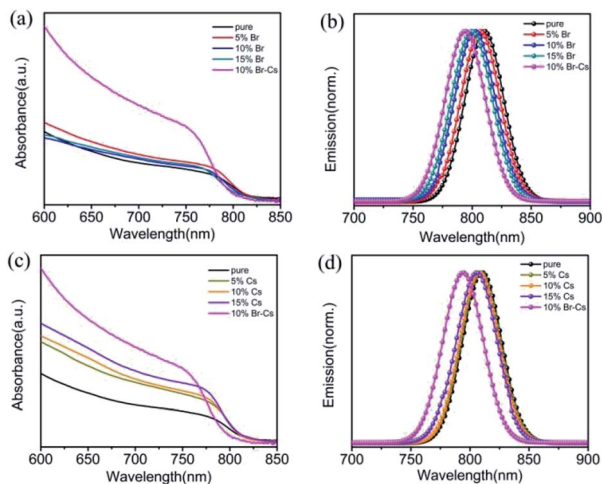 (a)
pure
5% Br
10% Br
15% Br
10% Br-Cs
Absorbance(a.u.)
600 650 700 750 800 850
Wavelength(nm)
(b)
pure
5% Br
10% Br
15% Br
10% Br-Cs
Emission(norm.)
700 750 800 850 900
Wavelength(nm)
(c)
pure
5% Cs
10% Cs
15% Cs
10% Br-Cs
Absorbance(a.u.)
600 650 700 750 800 850
Wavelength(nm)
(d)
pure
5% Cs
10% Cs
15% Cs
10% Br-Cs
Emission(norm.)
700 750 800 850 900
Wavelength(nm)